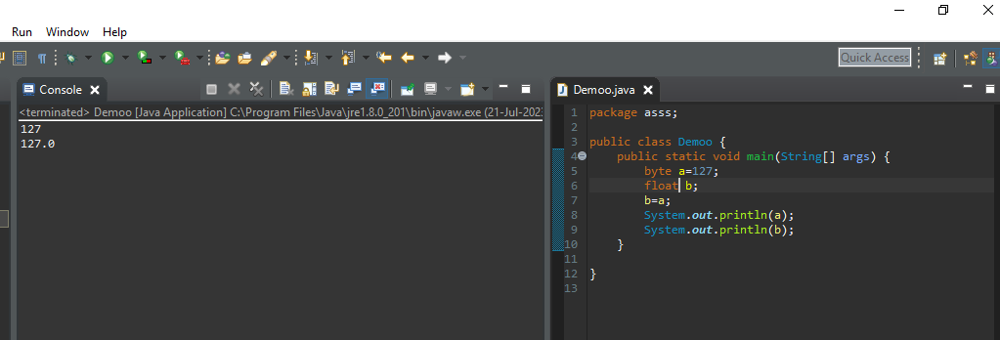 Run Window Help
Quick Access
Console
Demoo.java
<terminated> Demoo [Java Application] C:\Program Files\Java\jre1.8.0_201\bin\javaw.exe (21-Jul-202
127
127.0
1 package asss;
2
3 public class Demoo {
4 public static void main(String[] args) {
5 byte a=127;
6 float b;
7 b=a;
8 System.out.println(a);
9 System.out.println(b);
10 }
11
12 }
13